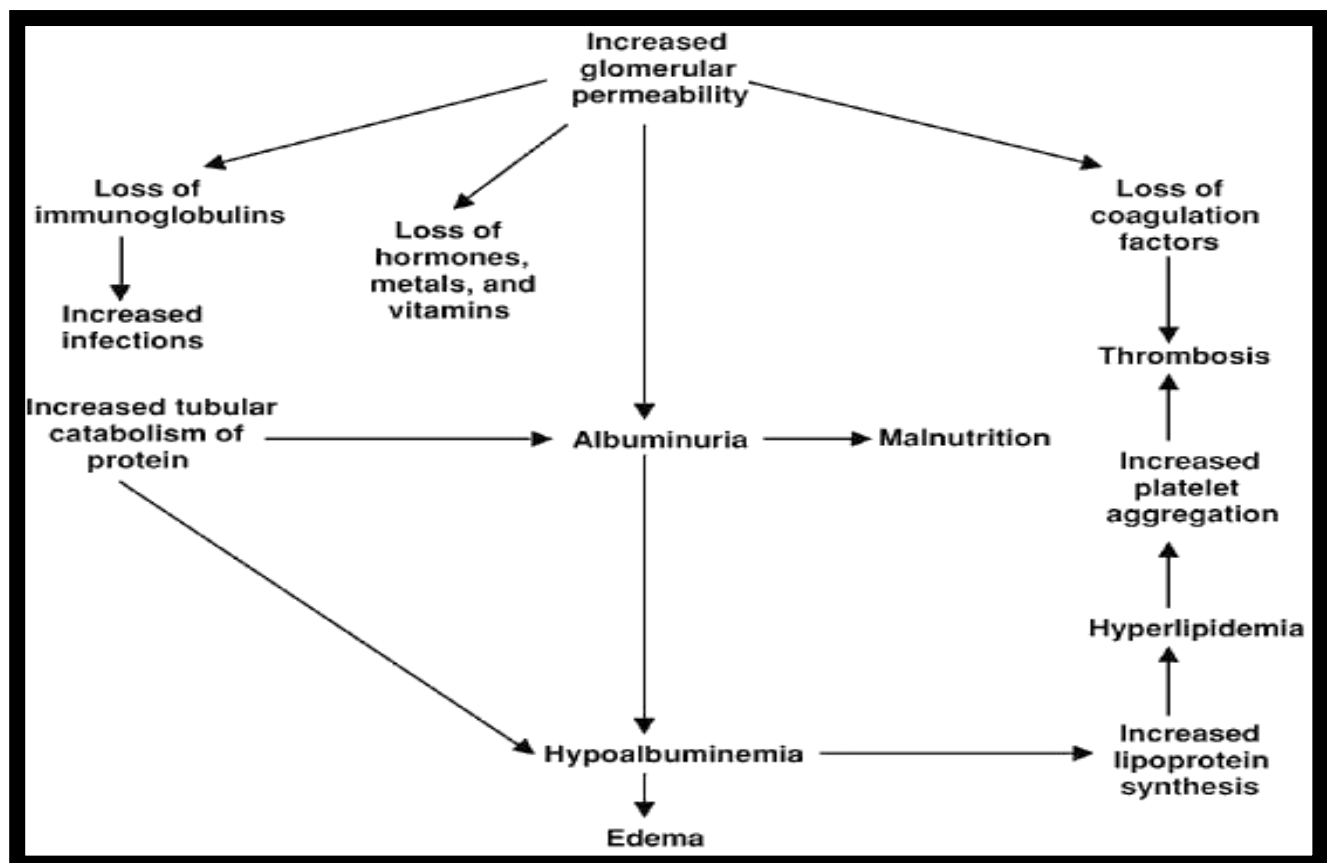 Increased
glomerular
permeability
Loss of
immunoglobulins
Loss of
hormones,
metals, and
vitamins
Loss of
coagulation
factors
Increased
infections
Thrombosis
Increased tubular
catabolism of
protein
Albuminuria
Malnutrition
Increased
platelet
aggregation
Hyperlipidemia
Hypoalbuminemia
Increased
lipoprotein
synthesis
Edema